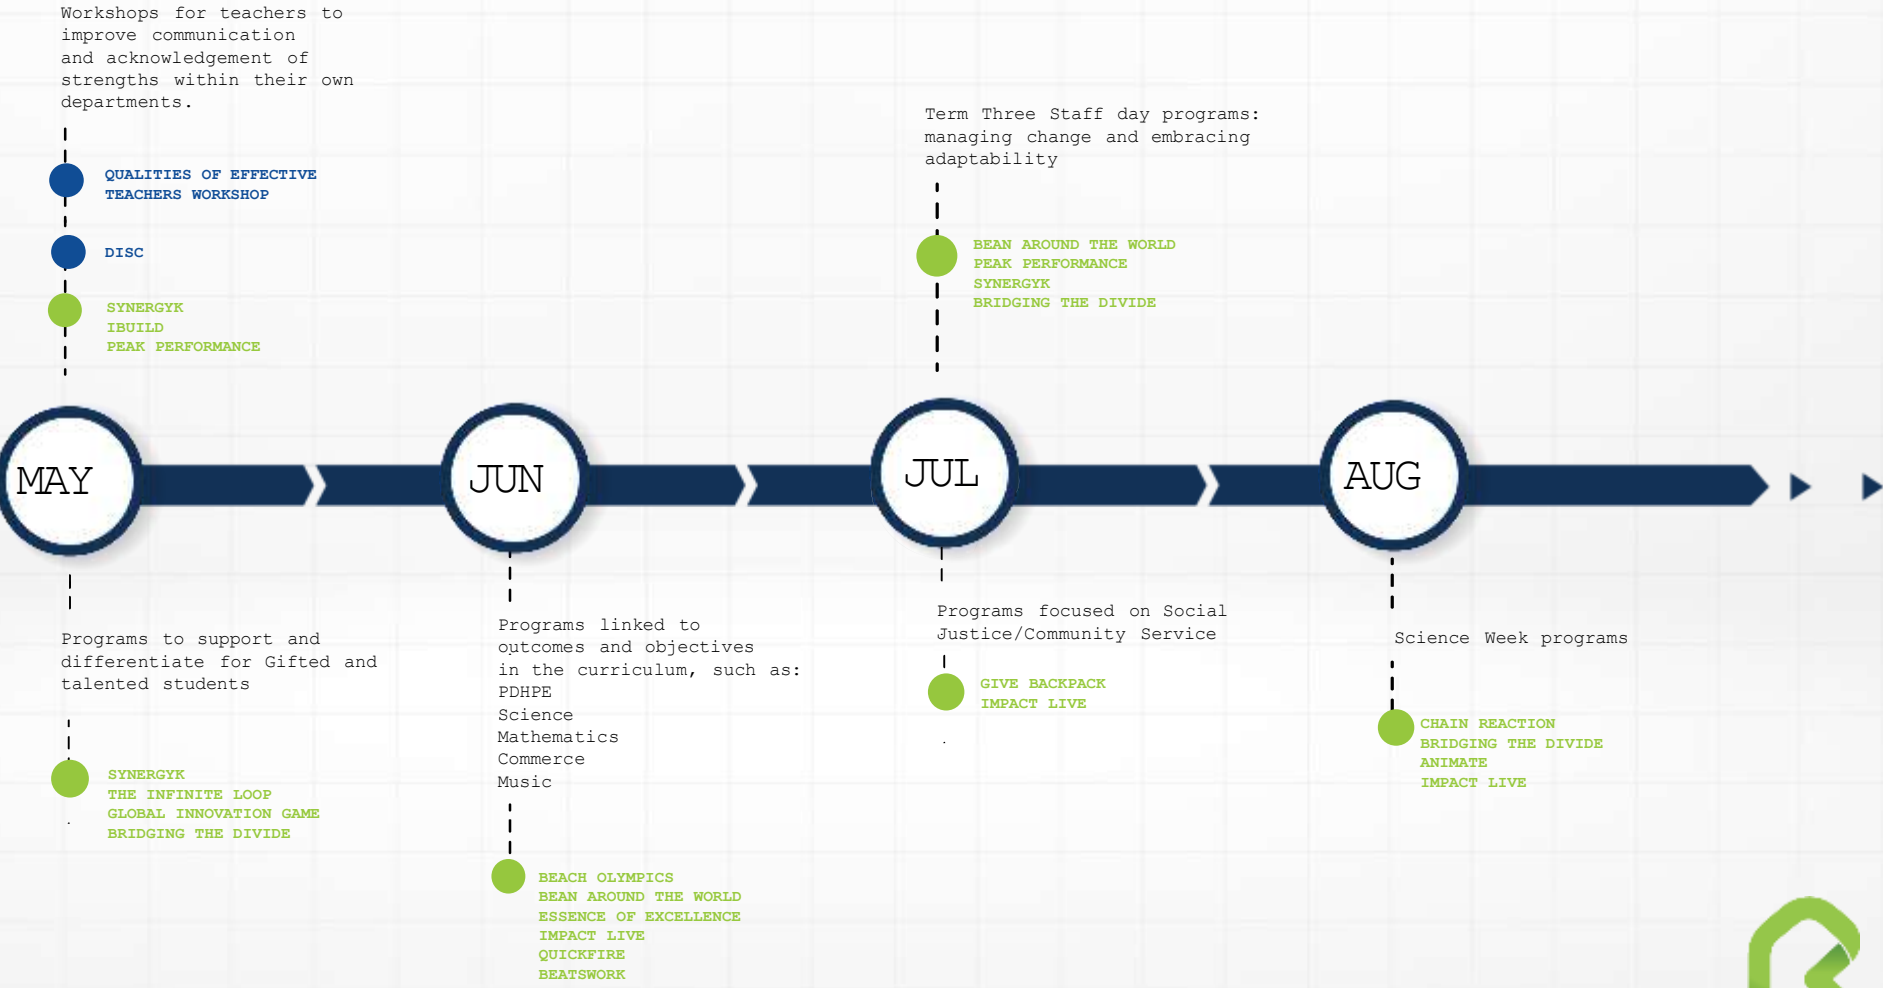 Workshops for teachers to
improve communication
and acknowledgement of
strengths within their own
departments.
QUALITIES OF EFFECTIVE
TEACHERS WORKSHOP
DISC
SYNERGYK
IBUILD
PEAK PERFORMANCE
Term Three Staff day programs:
managing change and embracing
adaptability
BEAN AROUND THE WORLD
PEAK PERFORMANCE
SYNERGYK
BRIDGING THE DIVIDE
MAY
JUN
JUL
AUG
Programs to support and
differentiate for Gifted and
talented students
SYNERGYK
THE INFINITE LOOP
GLOBAL INNOVATION GAME
BRIDGING THE DIVIDE
Programs linked to
outcomes and objectives
in the curriculum, such as:
PDHPE
Science
Mathematics
Commerce
Music
BEACH OLYMPICS
BEAN AROUND THE WORLD
ESSENCE OF EXCELLENCE
IMPACT LIVE
QUICKFIRE
BEATSWORK
Programs focused on Social
Justice/Community Service
GIVE BACKPACK
IMPACT LIVE
Science Week programs
CHAIN REACTION
BRIDGING THE DIVIDE
ANIMATE
IMPACT LIVE